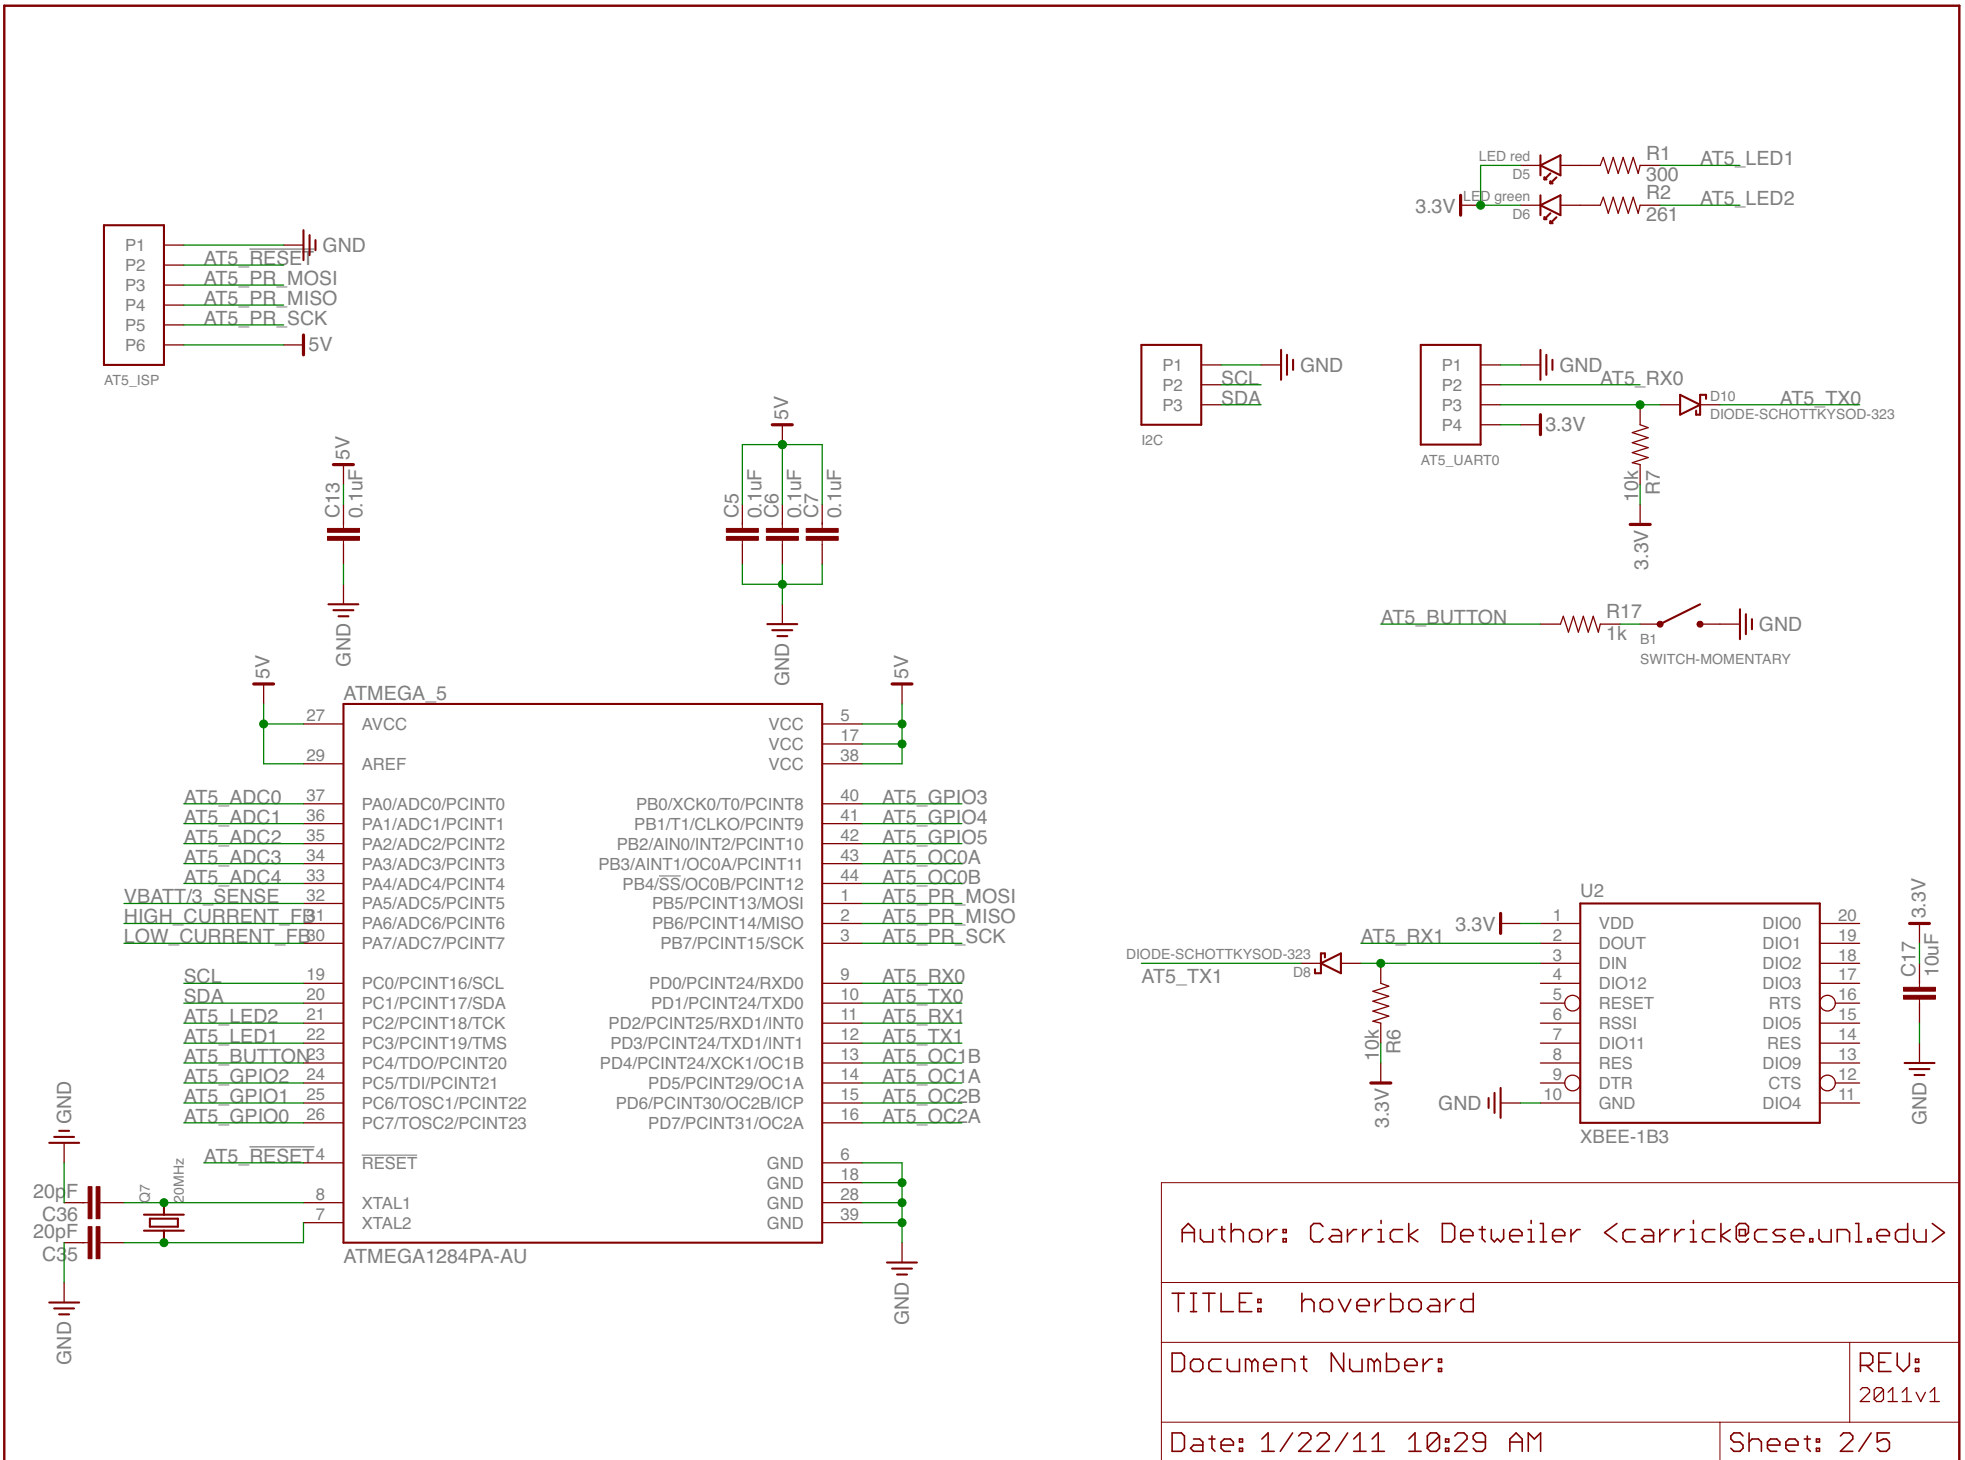 LED red
D5
R1
300
AT5_LED1
3.3V
LED green
D6
R2
261
AT5_LED2
P1
GND
P2
AT5_RESET
P3
AT5_PR_MOSI
P4
AT5_PR_MISO
P5
AT5_PR_SCK
P6
5V
AT5_ISP
P1
GND
P2
SCL
P3
SDA
I2C
P1
GND
P2
AT5_RX0
P3
D10
AT5_TX0
DIODE-SCHOTTKYSOD-323
P4
3.3V
AT5_UART0
10k
R7
3.3V
5V
C13
0.1uF
GND
5V
C5
0.1uF
C6
0.1uF
C7
0.1uF
GND
AT5_BUTTON
R17
1k
B1
GND
SWITCH-MOMENTARY
5V
5V
ATMEGA_5
27 AVCC
VCC 5
VCC 17
29 AREF
VCC 38
AT5_ADC0 37 PA0/ADC0/PCINT0
PB0/XCK0/T0/PCINT8 40 AT5_GPIO3
AT5_ADC1 36 PA1/ADC1/PCINT1
PB1/T1/CLKO/PCINT9 41 AT5_GPIO4
AT5_ADC2 35 PA2/ADC2/PCINT2
PB2/AIN0/INT2/PCINT10 42 AT5_GPIO5
AT5_ADC3 34 PA3/ADC3/PCINT3
PB3/AINT1/OC0A/PCINT11 43 AT5_OC0A
AT5_ADC4 33 PA4/ADC4/PCINT4
PB4/SS/OC0B/PCINT12 44 AT5_OC0B
VBATT/3_SENSE 32 PA5/ADC5/PCINT5
PB5/PCINT13/MOSI 1 AT5_PR_MOSI
HIGH_CURRENT_FB 31 PA6/ADC6/PCINT6
PB6/PCINT14/MISO 2 AT5_PR_MISO
LOW_CURRENT_FB 30 PA7/ADC7/PCINT7
PB7/PCINT15/SCK 3 AT5_PR_SCK
SCL 19 PC0/PCINT16/SCL
PD0/PCINT24/RXD0 9 AT5_RX0
SDA 20 PC1/PCINT17/SDA
PD1/PCINT24/TXD0 10 AT5_TX0
AT5_LED2 21 PC2/PCINT18/TCK
PD2/PCINT25/RXD1/INT0 11 AT5_RX1
AT5_LED1 22 PC3/PCINT19/TMS
PD3/PCINT24/TXD1/INT1 12 AT5_TX1
AT5_BUTTON 23 PC4/TDO/PCINT20
PD4/PCINT24/XCK1/OC1B 13 AT5_OC1B
AT5_GPIO2 24 PC5/TDI/PCINT21
PD5/PCINT29/OC1A 14 AT5_OC1A
AT5_GPIO1 25 PC6/TOSC1/PCINT22
PD6/PCINT30/OC2B/ICP 15 AT5_OC2B
AT5_GPIO0 26 PC7/TOSC2/PCINT23
PD7/PCINT31/OC2A 16 AT5_OC2A
AT5_RESET 4 RESET
GND 6
GND 18
8 XTAL1
GND 28
7 XTAL2
GND 39
ATMEGA1284PA-AU
GND
GND
20pF
C36
20pF
C35
Q7
20MHz
GND
U2
3.3V 1 VDD
DIO0 20
AT5_RX1 2 DOUT
DIO1 19
DIODE-SCHOTTKYSOD-323
D8
AT5_TX1
3 DIN
DIO2 18
4 DIO12
DIO3 17
5 RESET
RTS 16
6 RSSI
DIO5 15
7 DIO11
RES 14
8 RES
DIO9 13
9 DTR
CTS 12
GND 10 GND
DIO4 11
XBEE-1B3
10k
R6
3.3V
3.3V
C17
10uF
GND
Author: Carrick Detweiler <carrick@cse.unl.edu>
TITLE: hoverboard
Document Number:
REV:
2011v1
Date: 1/22/11 10:29 AM
Sheet: 2/5